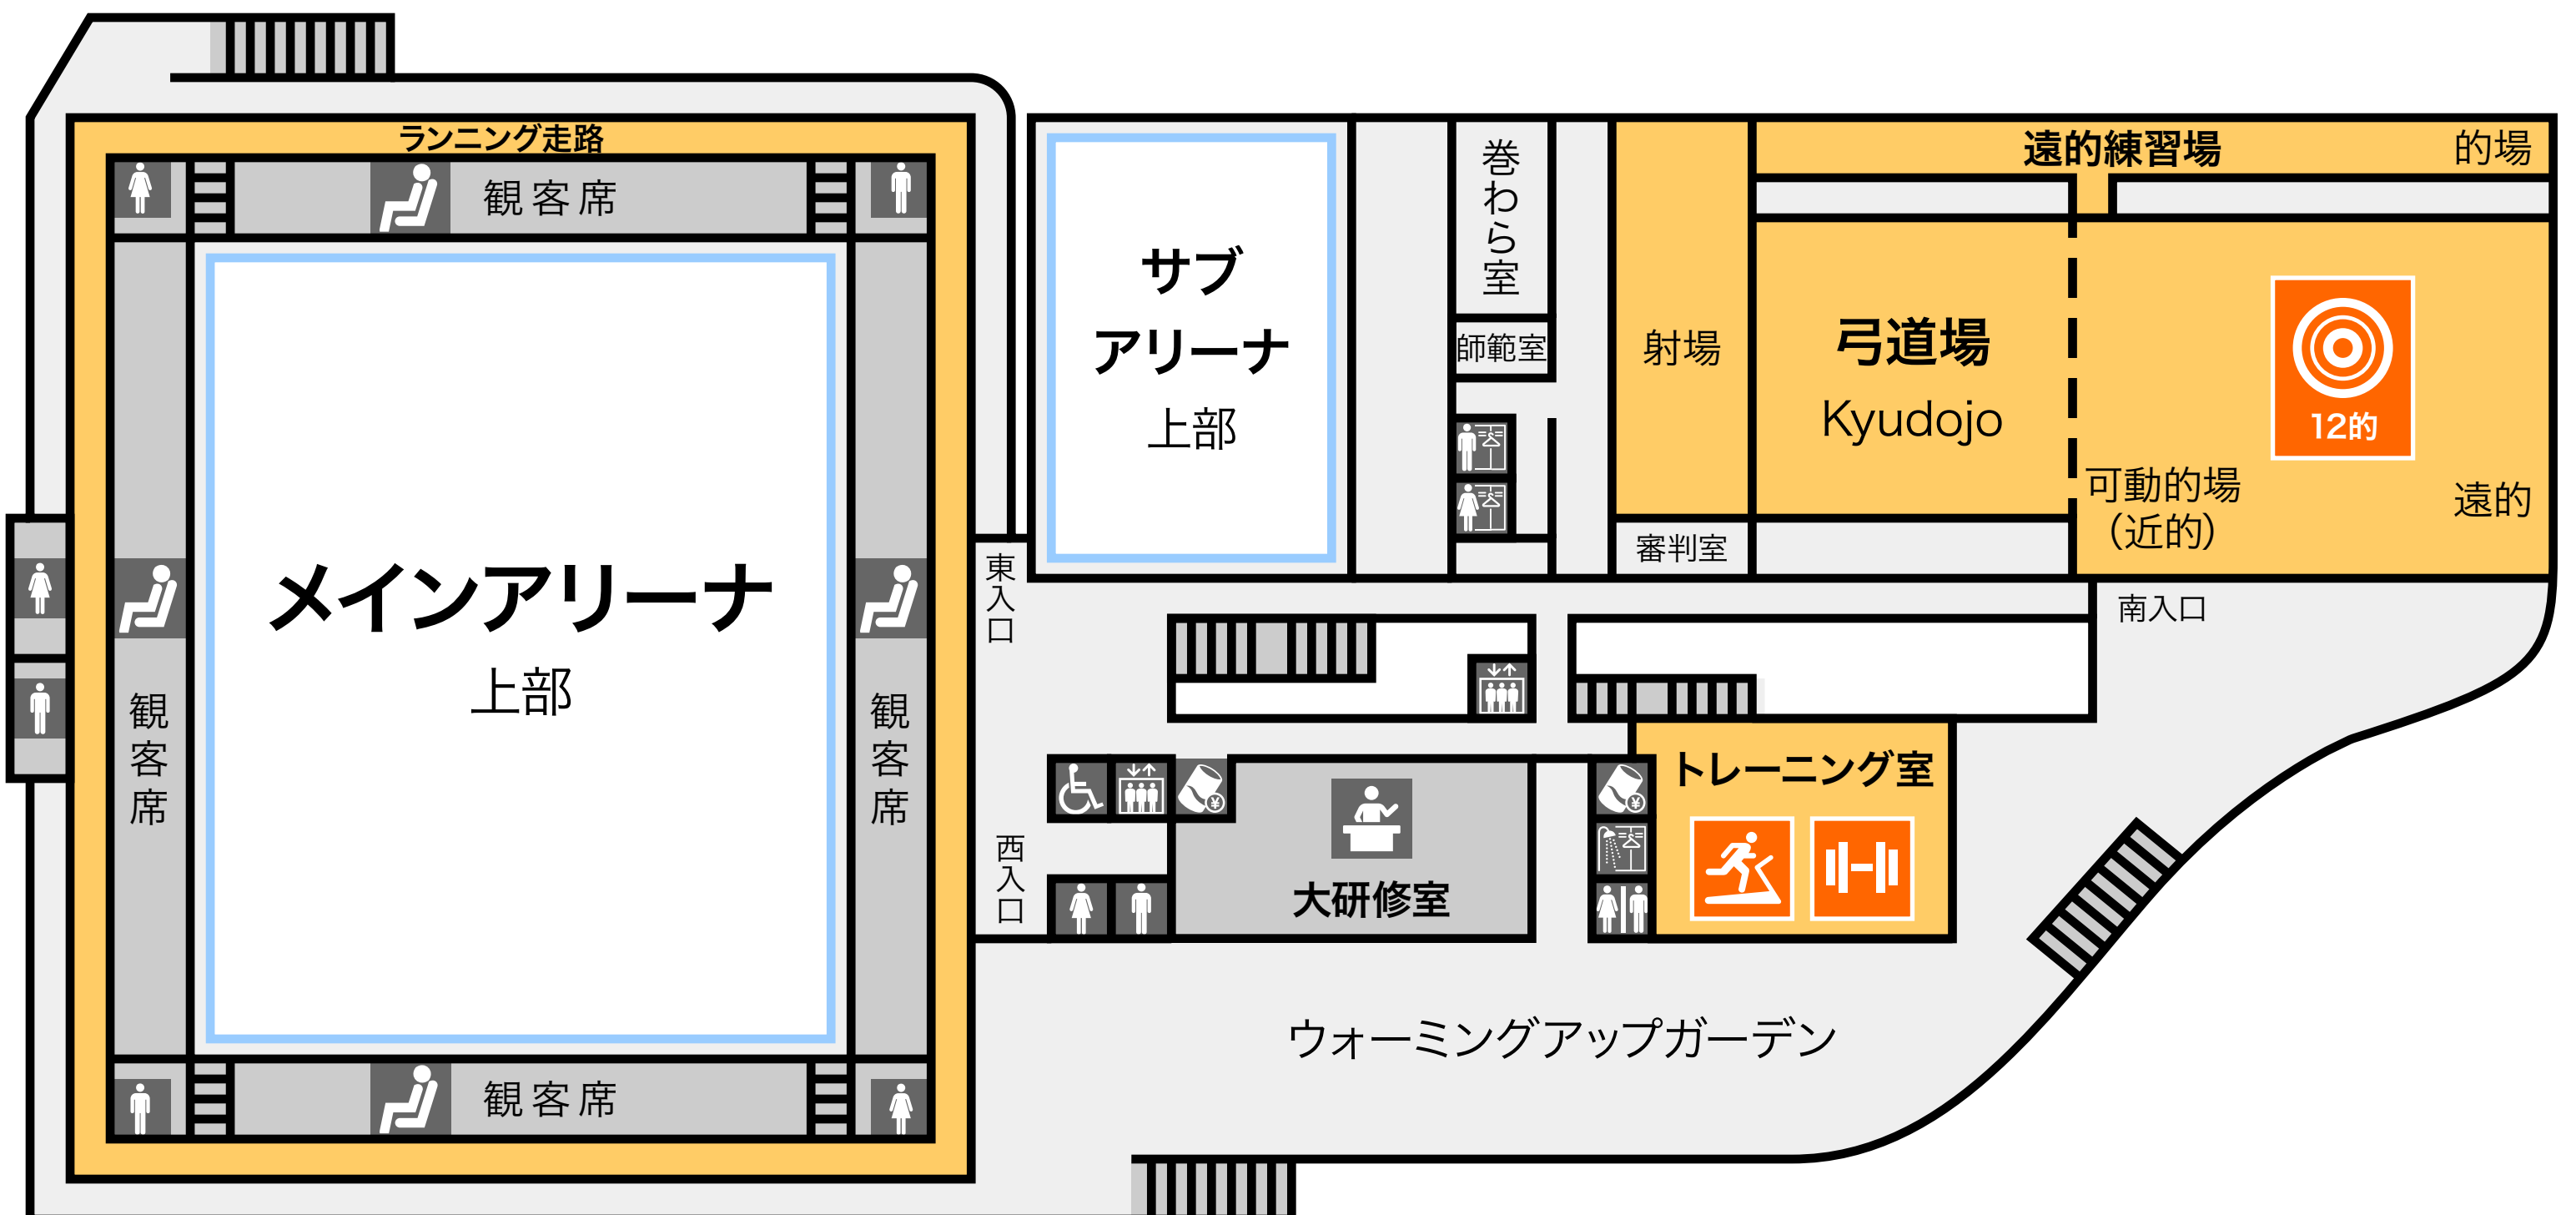 ランニング走路
観客席
観客席
メインアリーナ
上部
観客席
観客席
サブ
アリーナ
上部
巻わら室
師範室
射場
審判室
弓道場
Kyudojo
遠的練習場
的場
12的
可動的場
(近的)
遠的
東入口
西入口
南入口
¥
大研修室
¥
トレーニング室
ウォーミングアップガーデン